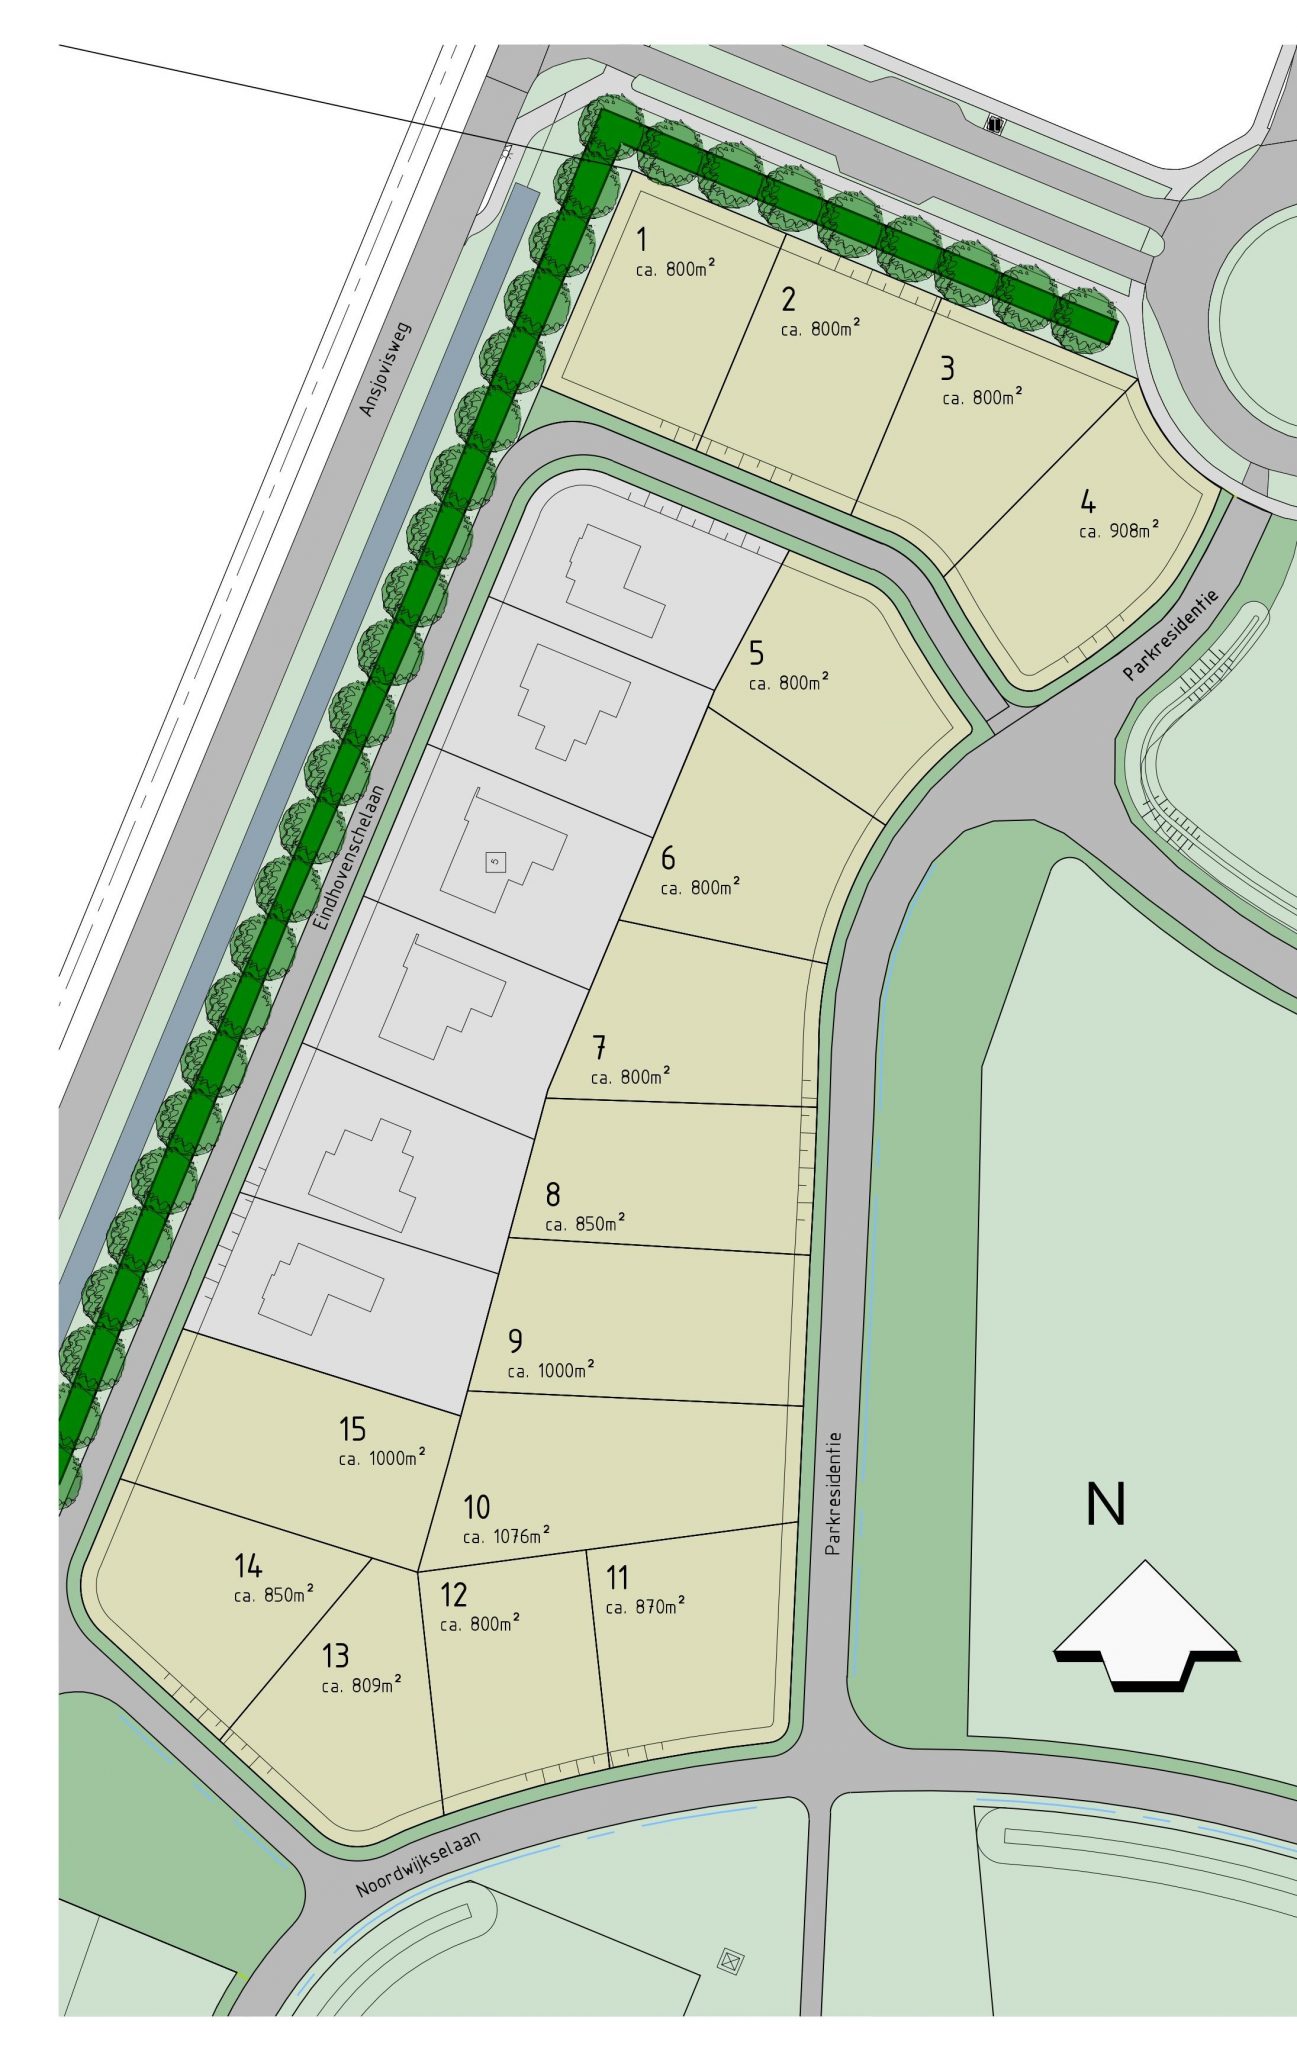 1
ca. 800m²
2
ca. 800m²
3
ca. 800m²
4
ca. 908m²
Ansjovisweg
Parkresidentie
5
ca. 800m²
6
ca. 800m²
5
Eindhovenschelaan
7
ca. 800m²
8
ca. 850m²
9
ca. 1000m²
15
ca. 1000m²
10
ca. 1076m²
Parkresidentie
N
14
ca. 850m²
12
ca. 800m²
11
ca. 870m²
13
ca. 809m²
Noordwijkselaan